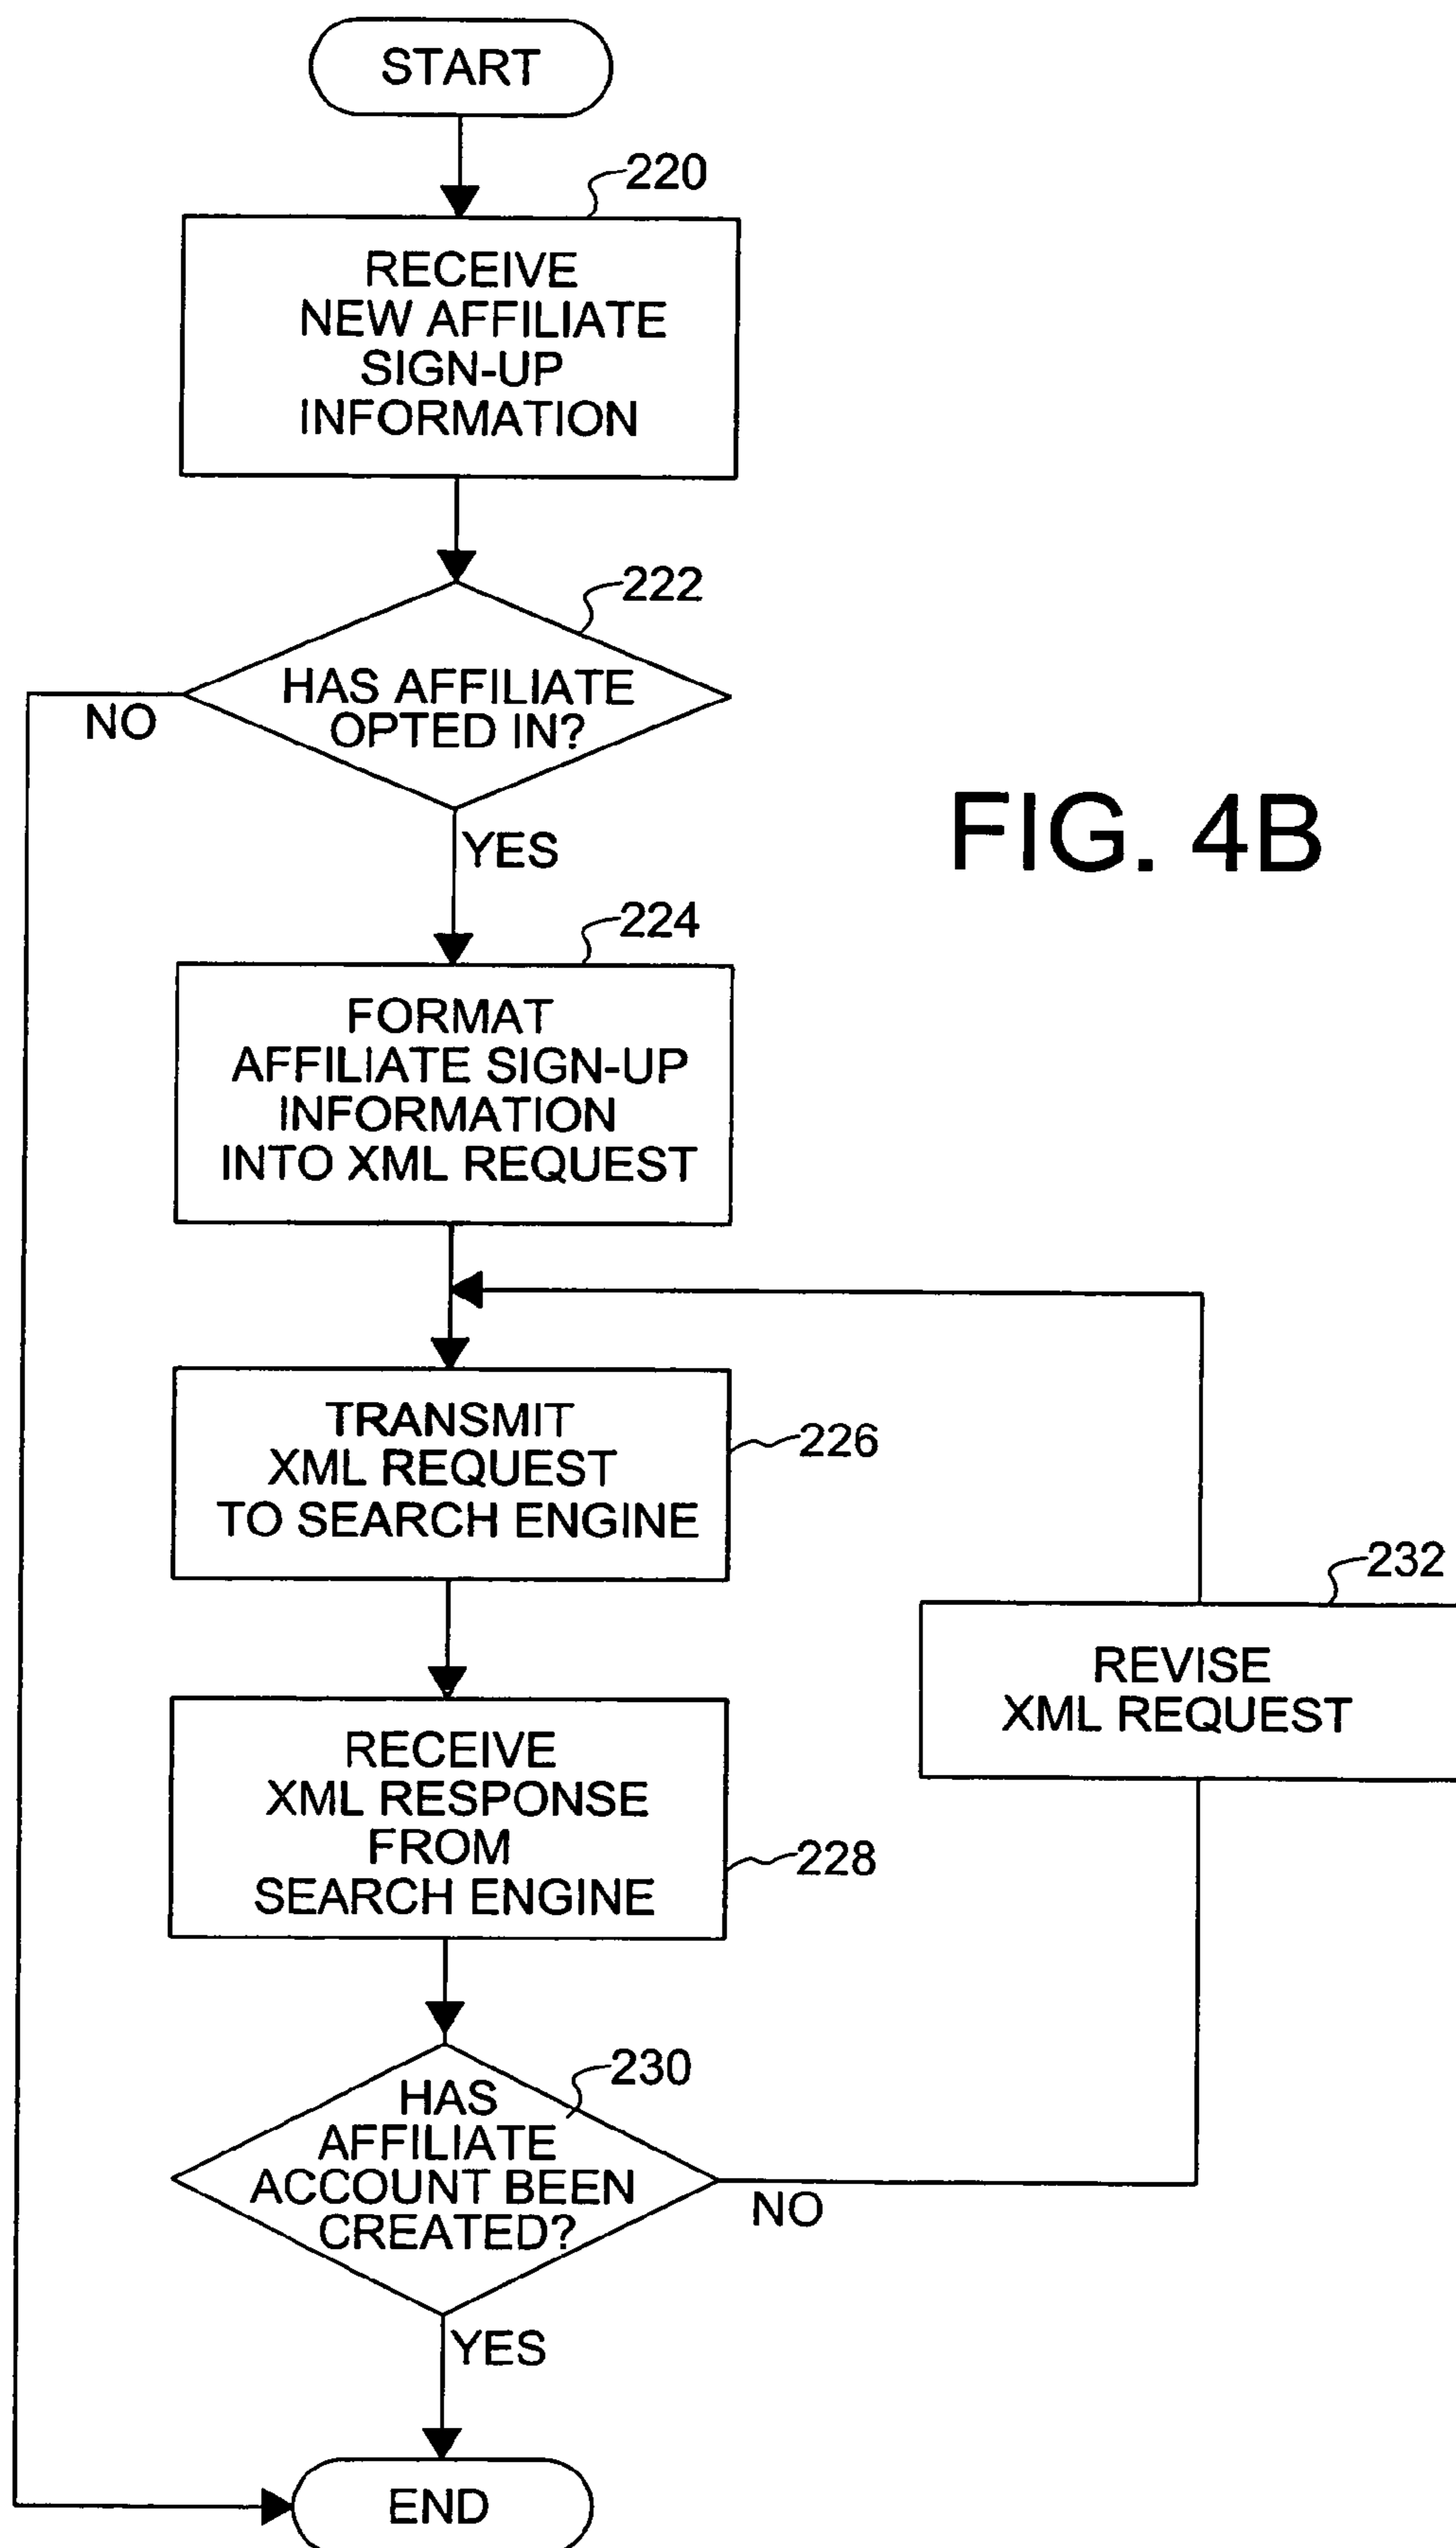 START
220
RECEIVE
NEW AFFILIATE
SIGN-UP
INFORMATION
222
HAS AFFILIATE
OPTED IN?
NO
YES
FIG. 4B
224
FORMAT
AFFILIATE SIGN-UP
INFORMATION
INTO XML REQUEST
TRANSMIT
XML REQUEST
TO SEARCH ENGINE
226
232
REVISE
XML REQUEST
RECEIVE
XML RESPONSE
FROM
SEARCH ENGINE
228
230
HAS
AFFILIATE
ACCOUNT BEEN
CREATED?
NO
YES
END